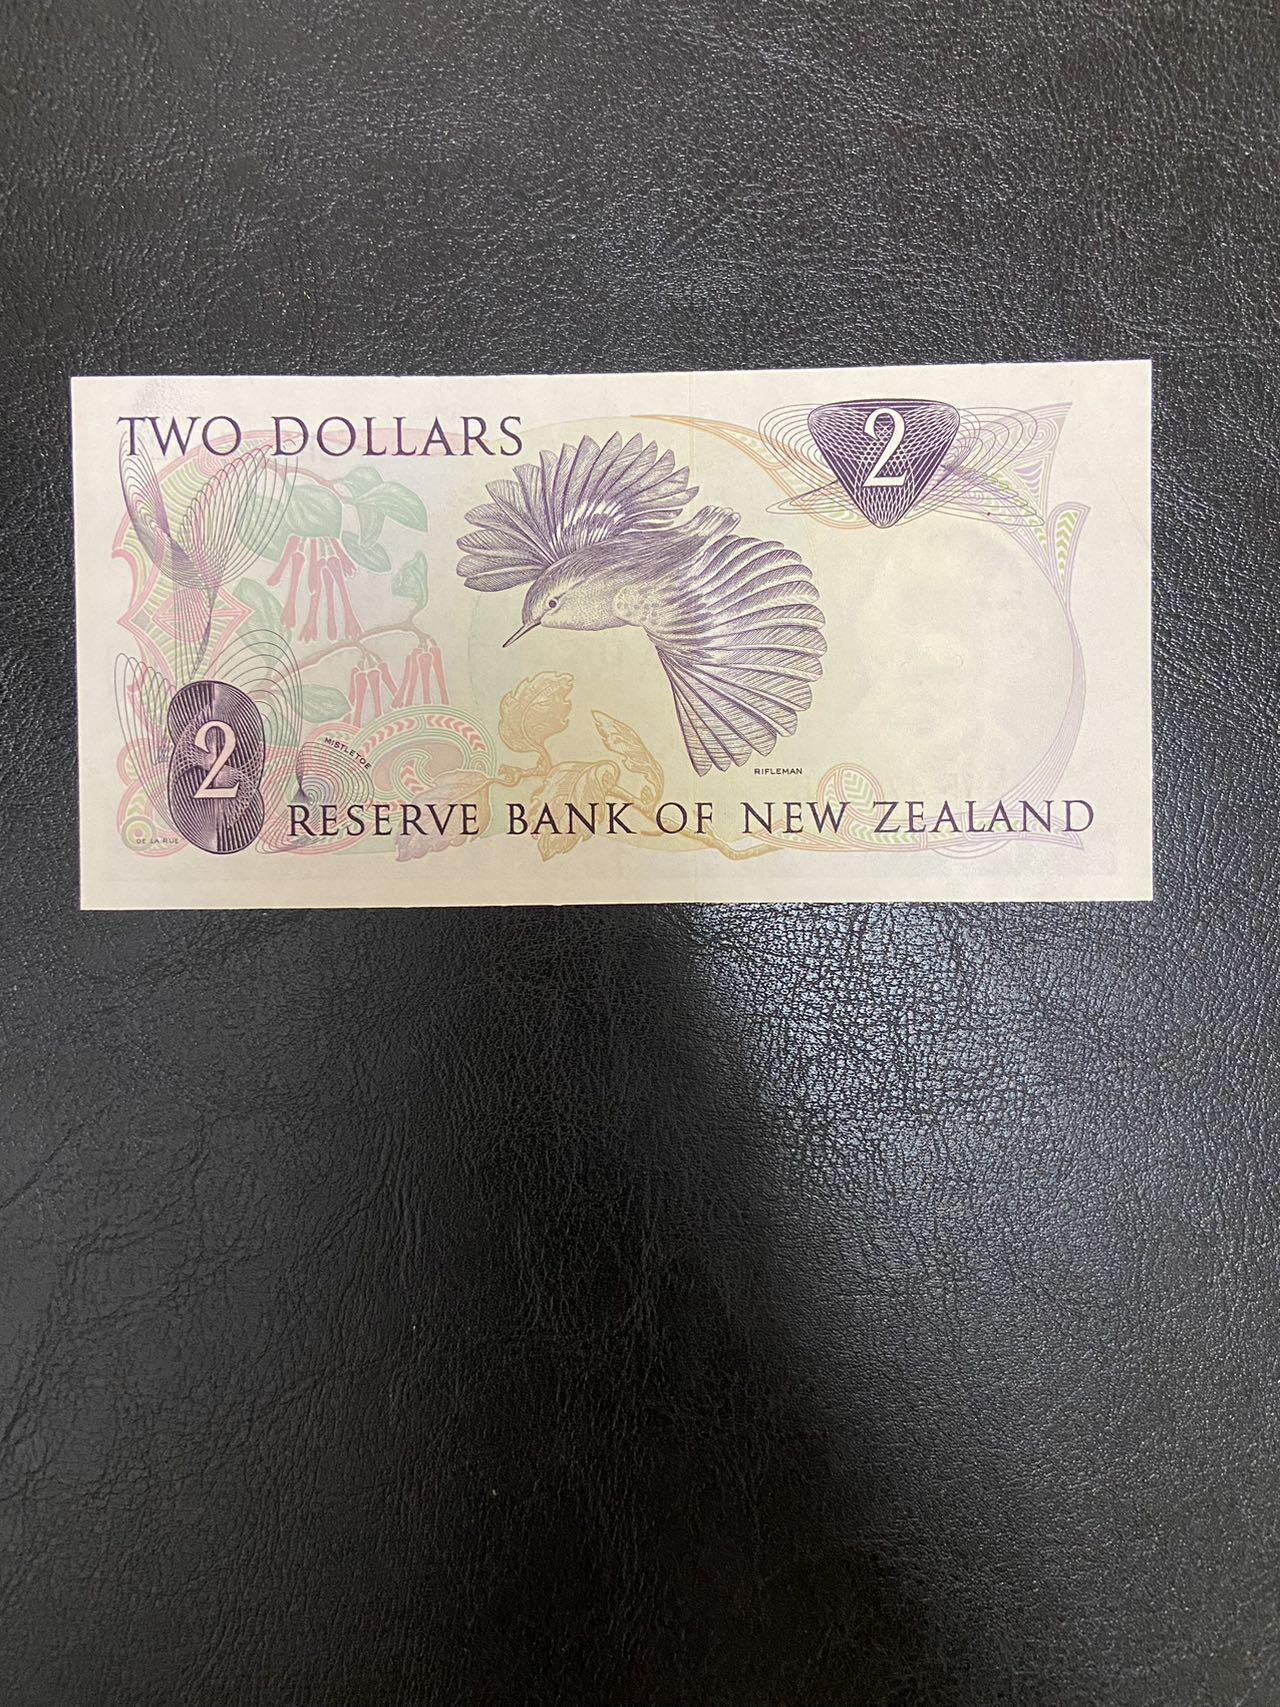 TWO DOLLARS
2
RIFLEMAN
MISTLETOE
2
RESERVE BANK OF NEW ZEALAND
DE LA RUE